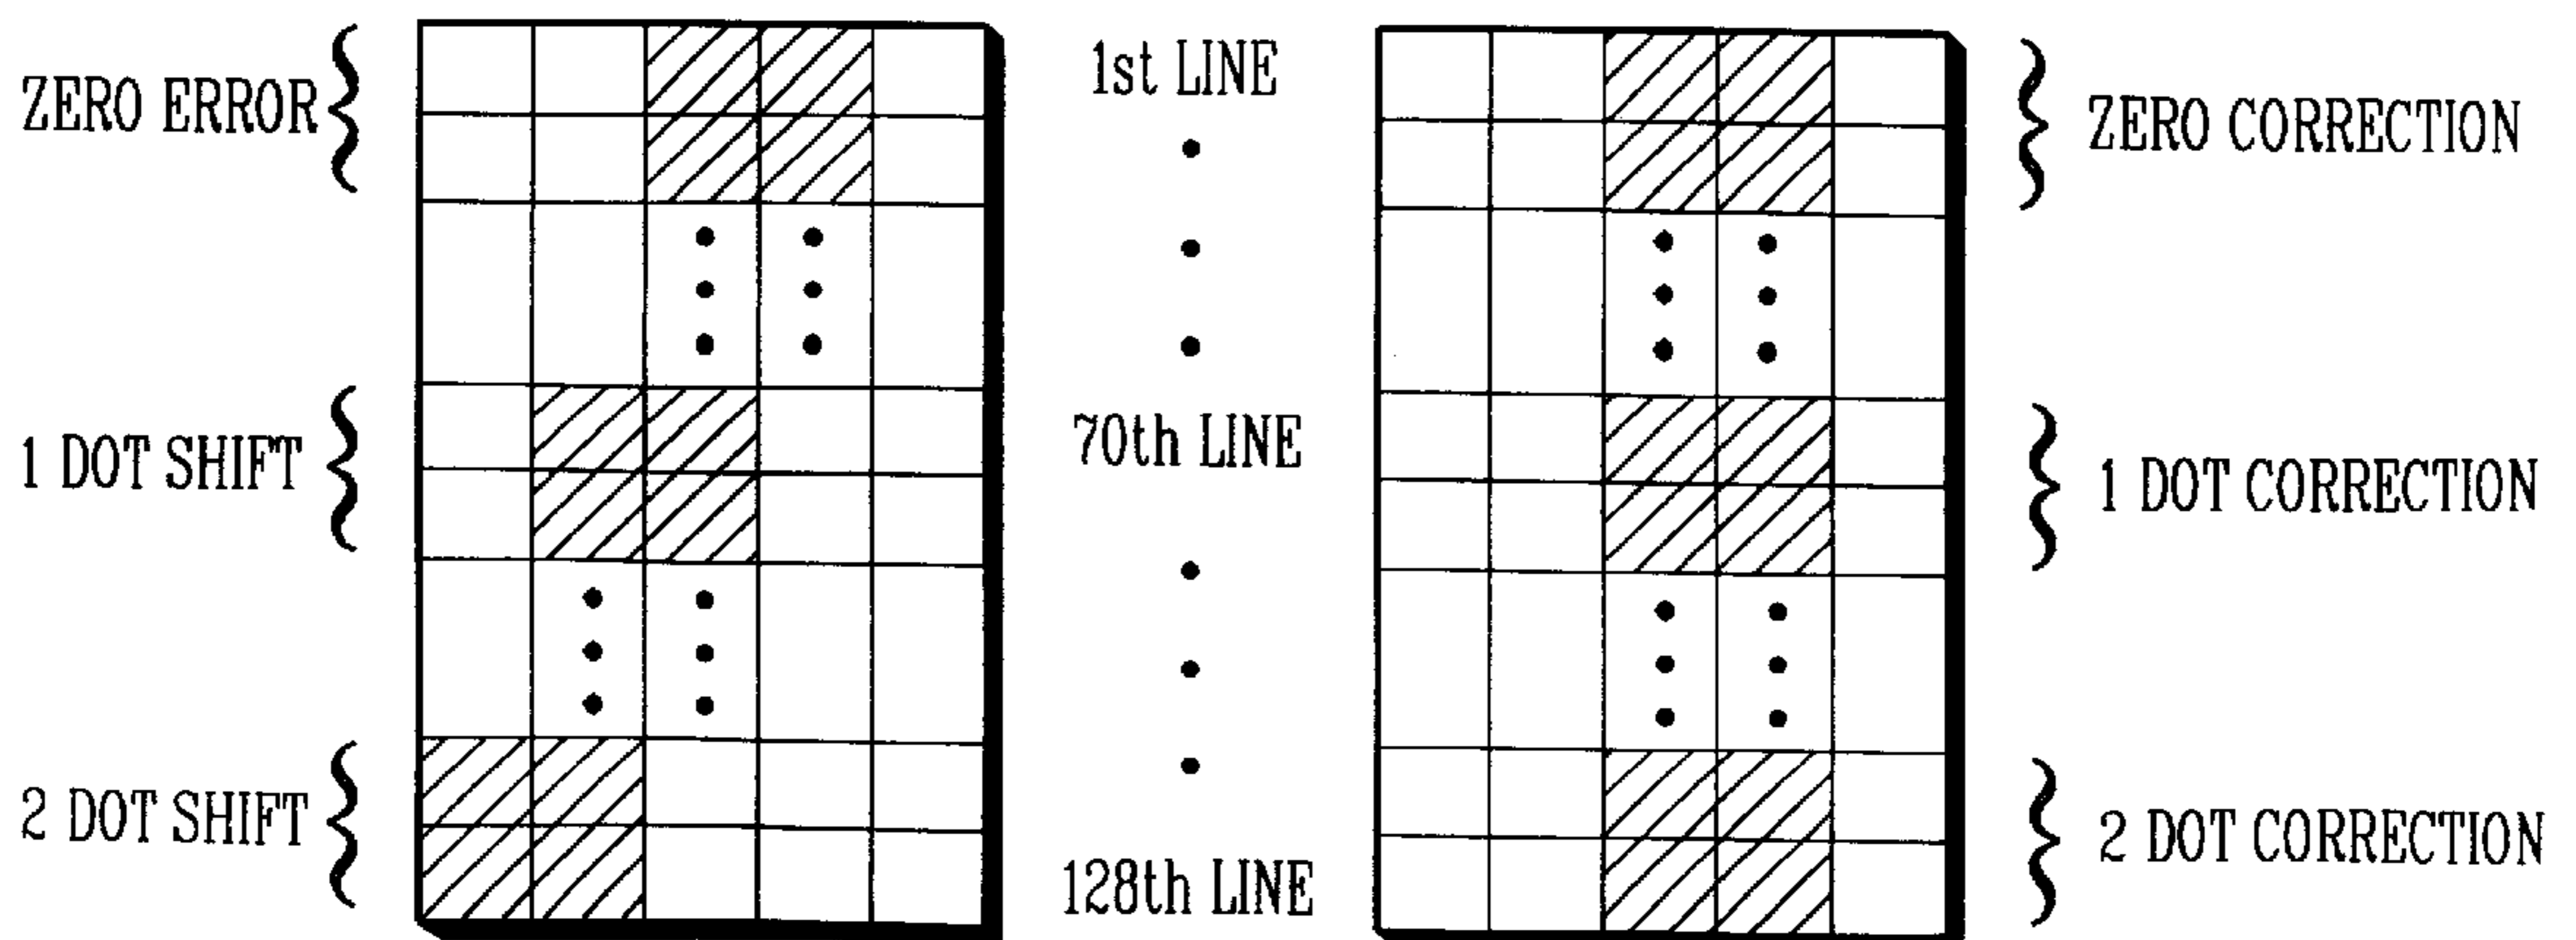 ZERO ERROR
1 DOT SHIFT
2 DOT SHIFT
1st LINE
70th LINE
128th LINE
ZERO CORRECTION
1 DOT CORRECTION
2 DOT CORRECTION